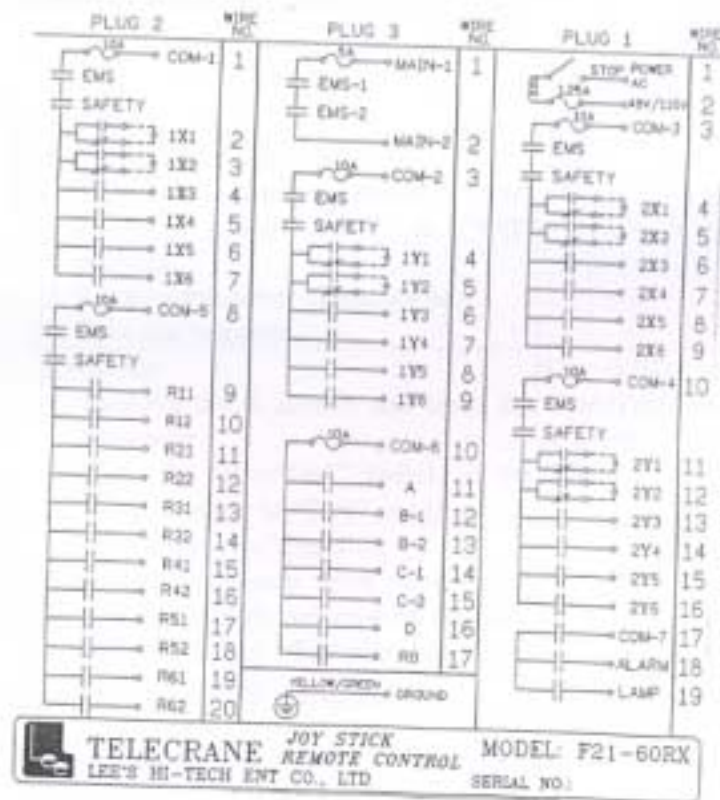 PLUG 2 WIRE NO.
10A COM-1 1
EMS
SAFETY
1X1 2
1X2 3
1X3 4
1X4 5
1X5 6
1X6 7
10A COM-5 8
EMS
SAFETY
R11 9
R12 10
R21 11
R22 12
R31 13
R32 14
R41 15
R42 16
R51 17
R52 18
R61 19
R62 20
PLUG 3 WIRE NO.
5A MAIN-1 1
EMS-1
EMS-2
MAIN-2 2
10A COM-2 3
EMS
SAFETY
1Y1 4
1Y2 5
1Y3 6
1Y4 7
1Y5 8
1Y6 9
10A COM-6 10
A 11
B-1 12
B-2 13
C-1 14
C-2 15
D 16
17
YELLOW/GREEN GROUND
PLUG 1 WIRE NO.
STOP POWER AC 1
1.25A 48V/110V 2
10A COM-3 3
EMS
SAFETY
2X1 4
2X2 5
2X3 6
2X4 7
2X5 8
2X6 9
10A COM-4 10
EMS
SAFETY
2Y1 11
2Y2 12
2Y3 13
2Y4 14
2Y5 15
2Y6 16
COM-7 17
ALARM 18
LAMP 19
TELECRANE JOY STICK REMOTE CONTROL MODEL: F21-60RX
LEE'S HI-TECH ENT CO., LTD SERIAL NO.: